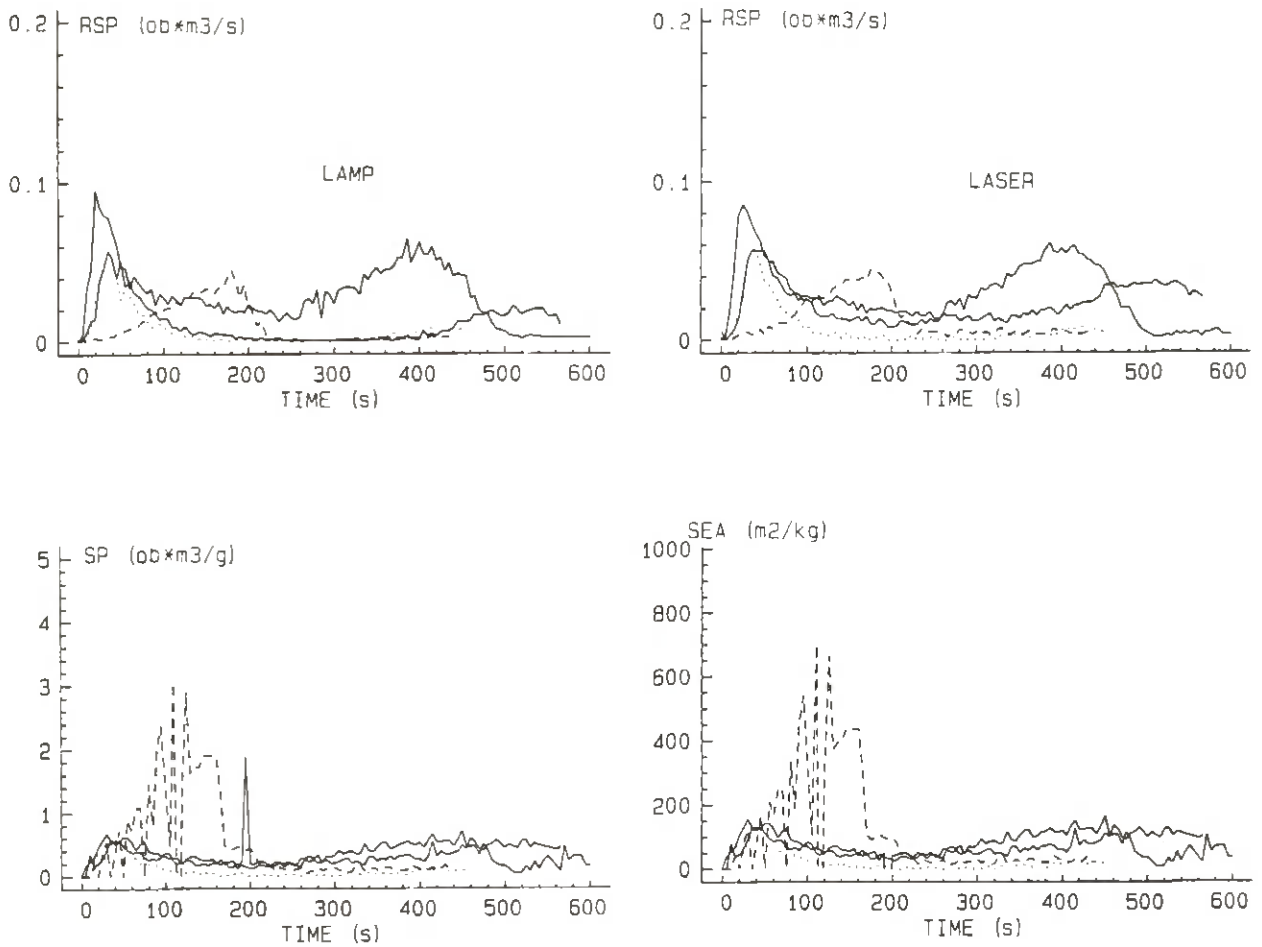 RSP (ob*m3/s)
0.2
0.1
0
LAMP
0 100 200 300 400 500 600
TIME (s)
RSP (ob*m3/s)
0.2
0.1
0
LASER
0 100 200 300 400 500 600
TIME (s)
SP (ob*m3/g)
5
4
3
2
1
0
0 100 200 300 400 500 600
TIME (s)
SEA (m2/kg)
1000
800
600
400
200
0
0 100 200 300 400 500 600
TIME (s)